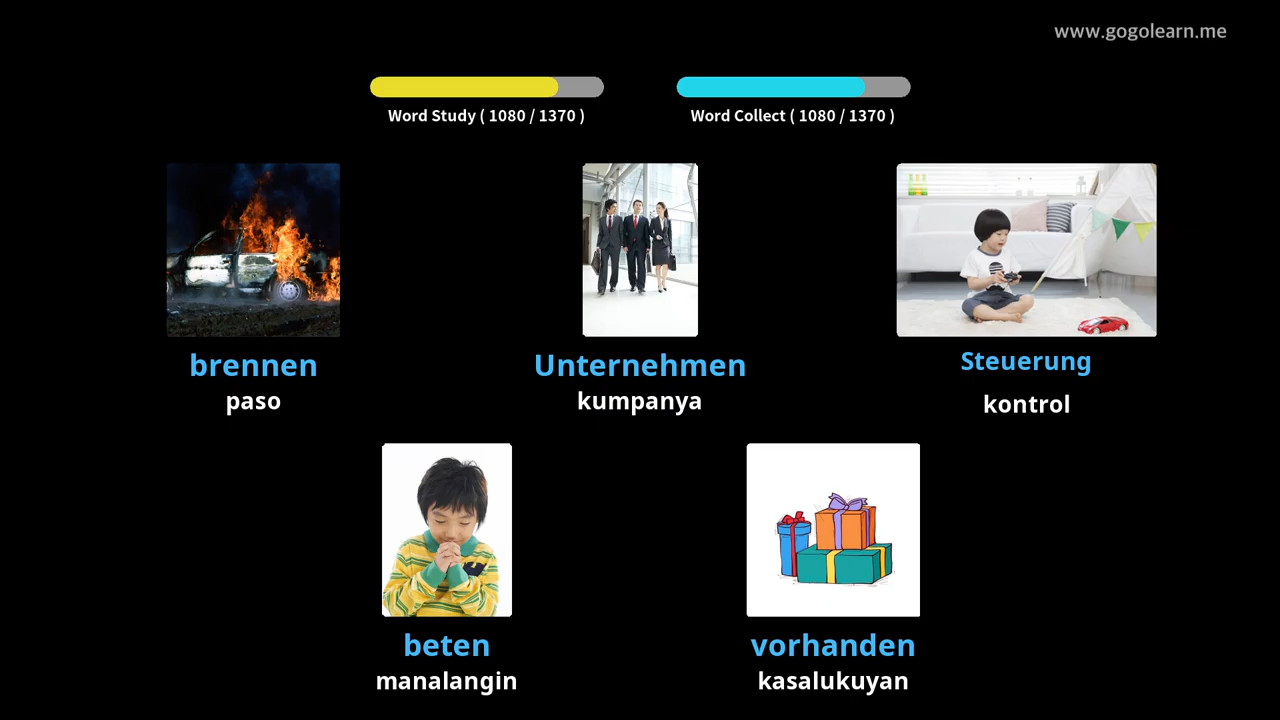 www.gogolearn.me
Word Study ( 1080 / 1370 )
Word Collect ( 1080 / 1370 )
brennen
paso
Unternehmen
kumpanya
Steuerung
kontrol
beten
manalangin
vorhanden
kasalukuyan